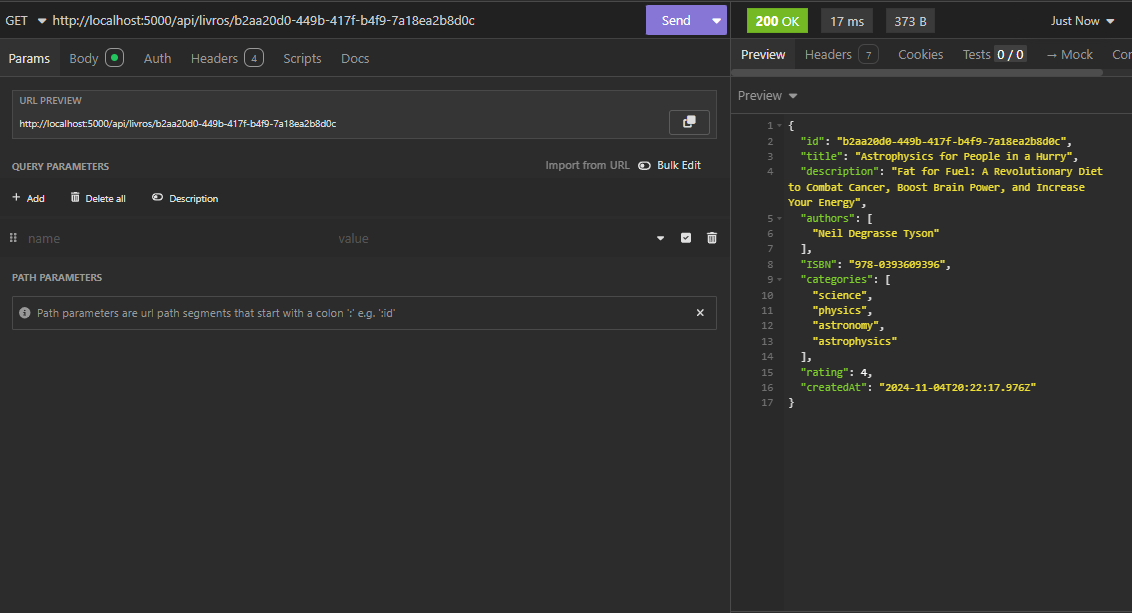 GET http://localhost:5000/api/livros/b2aa20d0-449b-417f-b4f9-7a18ea2b8d0c Send
200 OK 17 ms 373 B Just Now
Params Body Auth Headers 4 Scripts Docs
Preview Headers 7 Cookies Tests 0 / 0 → Mock Cor
URL PREVIEW
http://localhost:5000/api/livros/b2aa20d0-449b-417f-b4f9-7a18ea2b8d0c
QUERY PARAMETERS Import from URL Bulk Edit
+ Add Delete all Description
name value
PATH PARAMETERS
Path parameters are url path segments that start with a colon ':' e.g. ':id'
Preview
1 {
2 "id": "b2aa20d0-449b-417f-b4f9-7a18ea2b8d0c",
3 "title": "Astrophysics for People in a Hurry",
4 "description": "Fat for Fuel: A Revolutionary Diet
to Combat Cancer, Boost Brain Power, and Increase
Your Energy",
5 "authors": [
6 "Neil Degrasse Tyson"
7 ],
8 "ISBN": "978-0393609396",
9 "categories": [
10 "science",
11 "physics",
12 "astronomy",
13 "astrophysics"
14 ],
15 "rating": 4,
16 "createdAt": "2024-11-04T20:22:17.976Z"
17 }